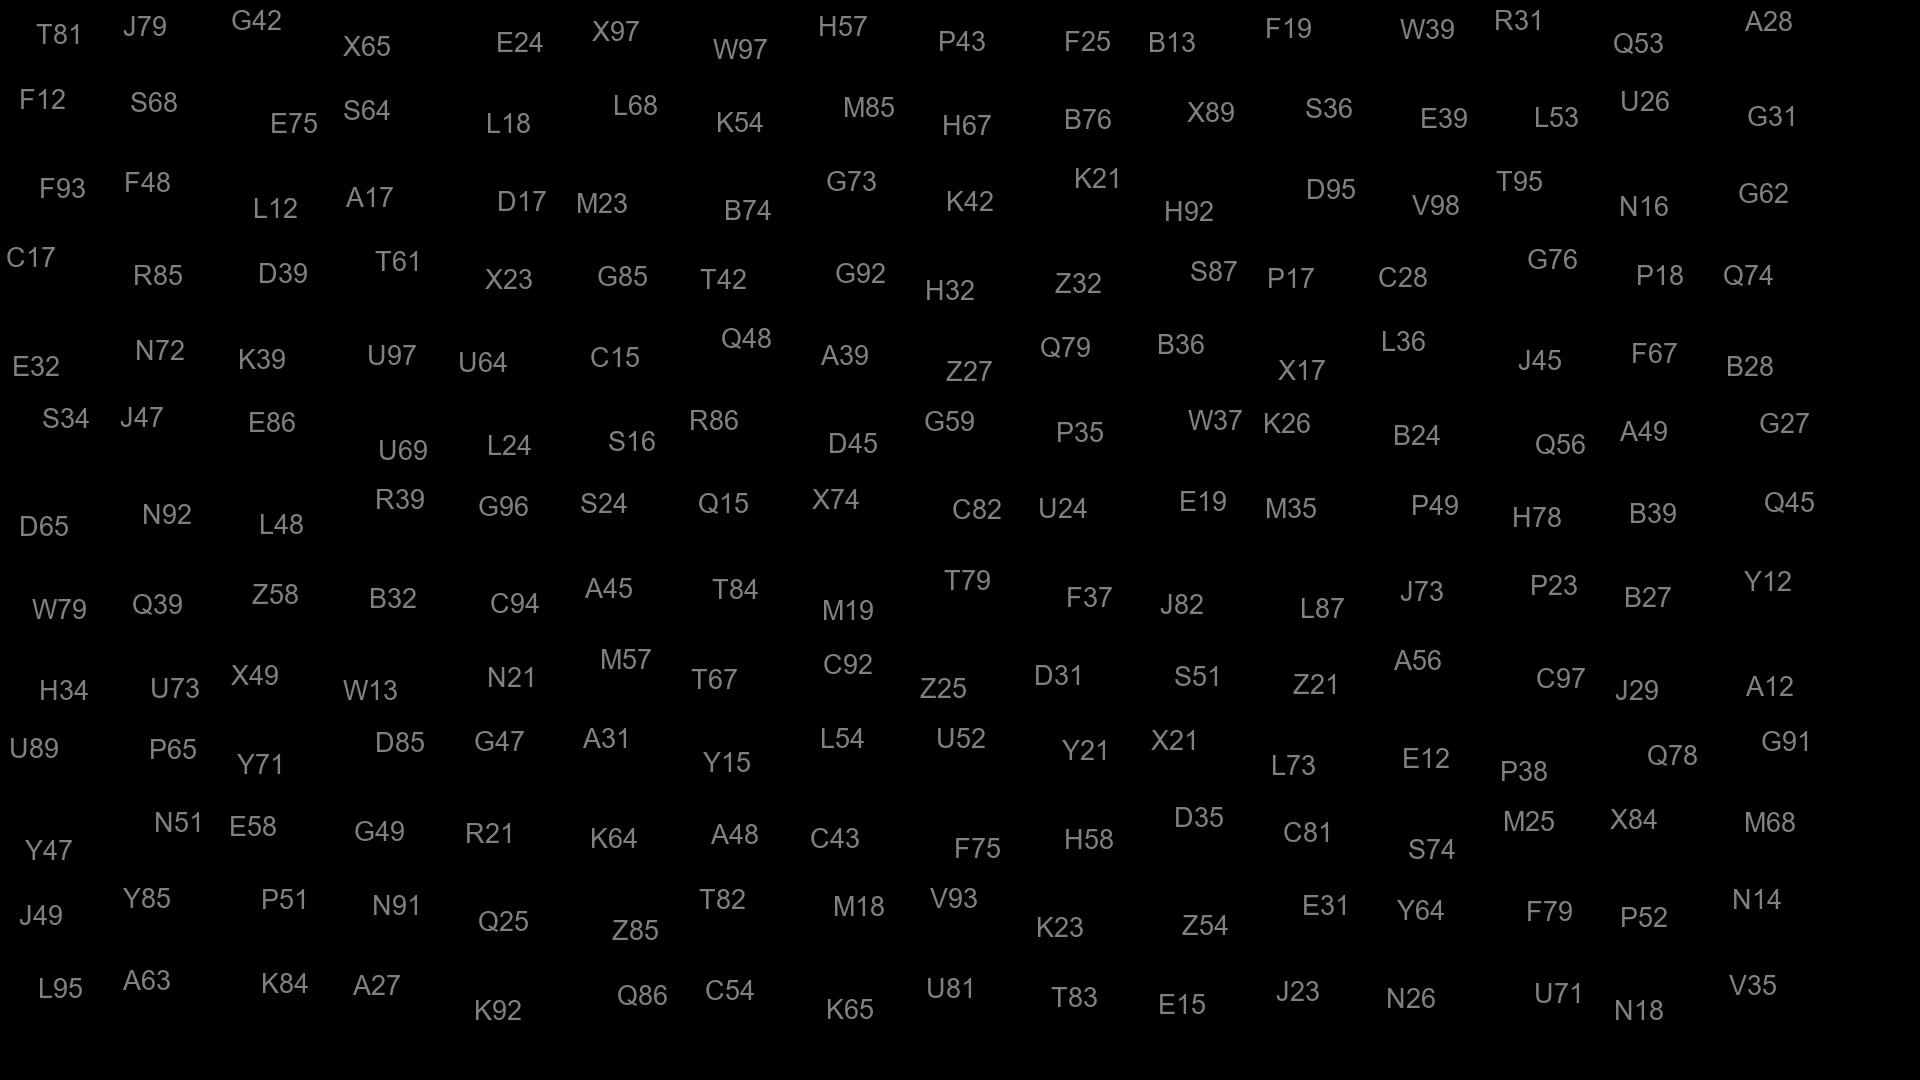 T81 J79 G42 X65 E24 X97 W97 H57 P43 F25 B13 F19 W39 R31 Q53 A28
F12 S68 E75 S64 L18 L68 K54 M85 H67 B76 X89 S36 E39 L53 U26 G31
F93 F48 L12 A17 D17 M23 B74 G73 K42 K21 H92 D95 V98 T95 N16 G62
C17 R85 D39 T61 X23 G85 T42 G92 H32 Z32 S87 P17 C28 G76 P18 Q74
E32 N72 K39 U97 U64 C15 Q48 A39 Z27 Q79 B36 X17 L36 J45 F67 B28
S34 J47 E86 U69 L24 S16 R86 D45 G59 P35 W37 K26 B24 Q56 A49 G27
D65 N92 L48 R39 G96 S24 Q15 X74 C82 U24 E19 M35 P49 H78 B39 Q45
W79 Q39 Z58 B32 C94 A45 T84 M19 T79 F37 J82 L87 J73 P23 B27 Y12
H34 U73 X49 W13 N21 M57 T67 C92 Z25 D31 S51 Z21 A56 C97 J29 A12
U89 P65 Y71 D85 G47 A31 Y15 L54 U52 Y21 X21 L73 E12 P38 Q78 G91
Y47 N51 E58 G49 R21 K64 A48 C43 F75 H58 D35 C81 S74 M25 X84 M68
J49 Y85 P51 N91 Q25 Z85 T82 M18 V93 K23 Z54 E31 Y64 F79 P52 N14
L95 A63 K84 A27 K92 Q86 C54 K65 U81 T83 E15 J23 N26 U71 N18 V35